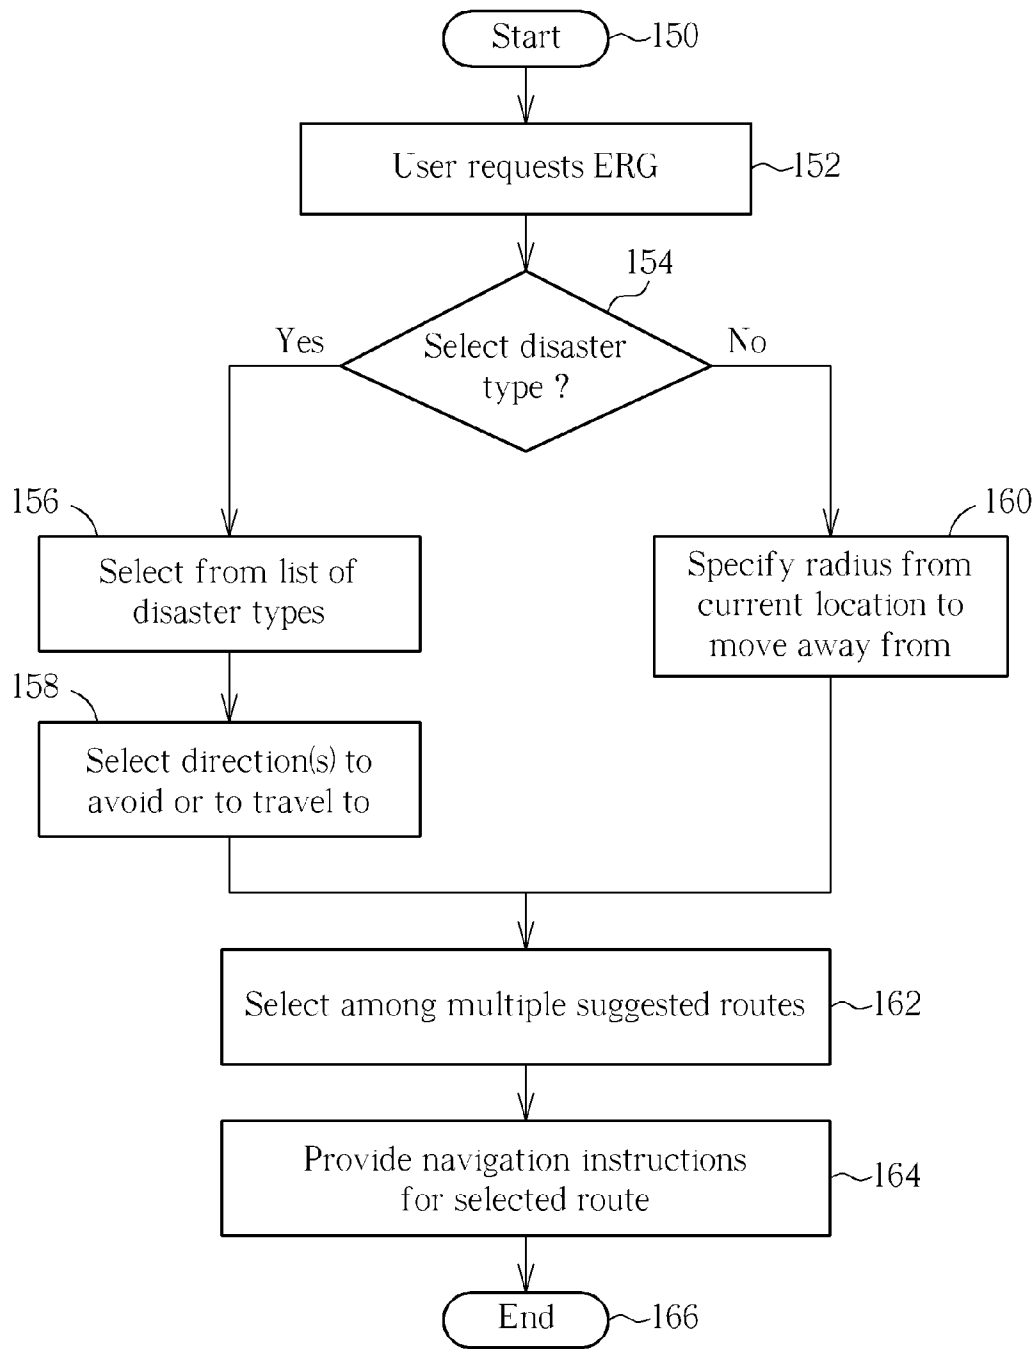 Start
150
User requests ERG
152
154
Yes
Select disaster
type ?
No
156
Select from list of
disaster types
160
Specify radius from
current location to
move away from
158
Select direction(s) to
avoid or to travel to
Select among multiple suggested routes
162
Provide navigation instructions
for selected route
164
End
166